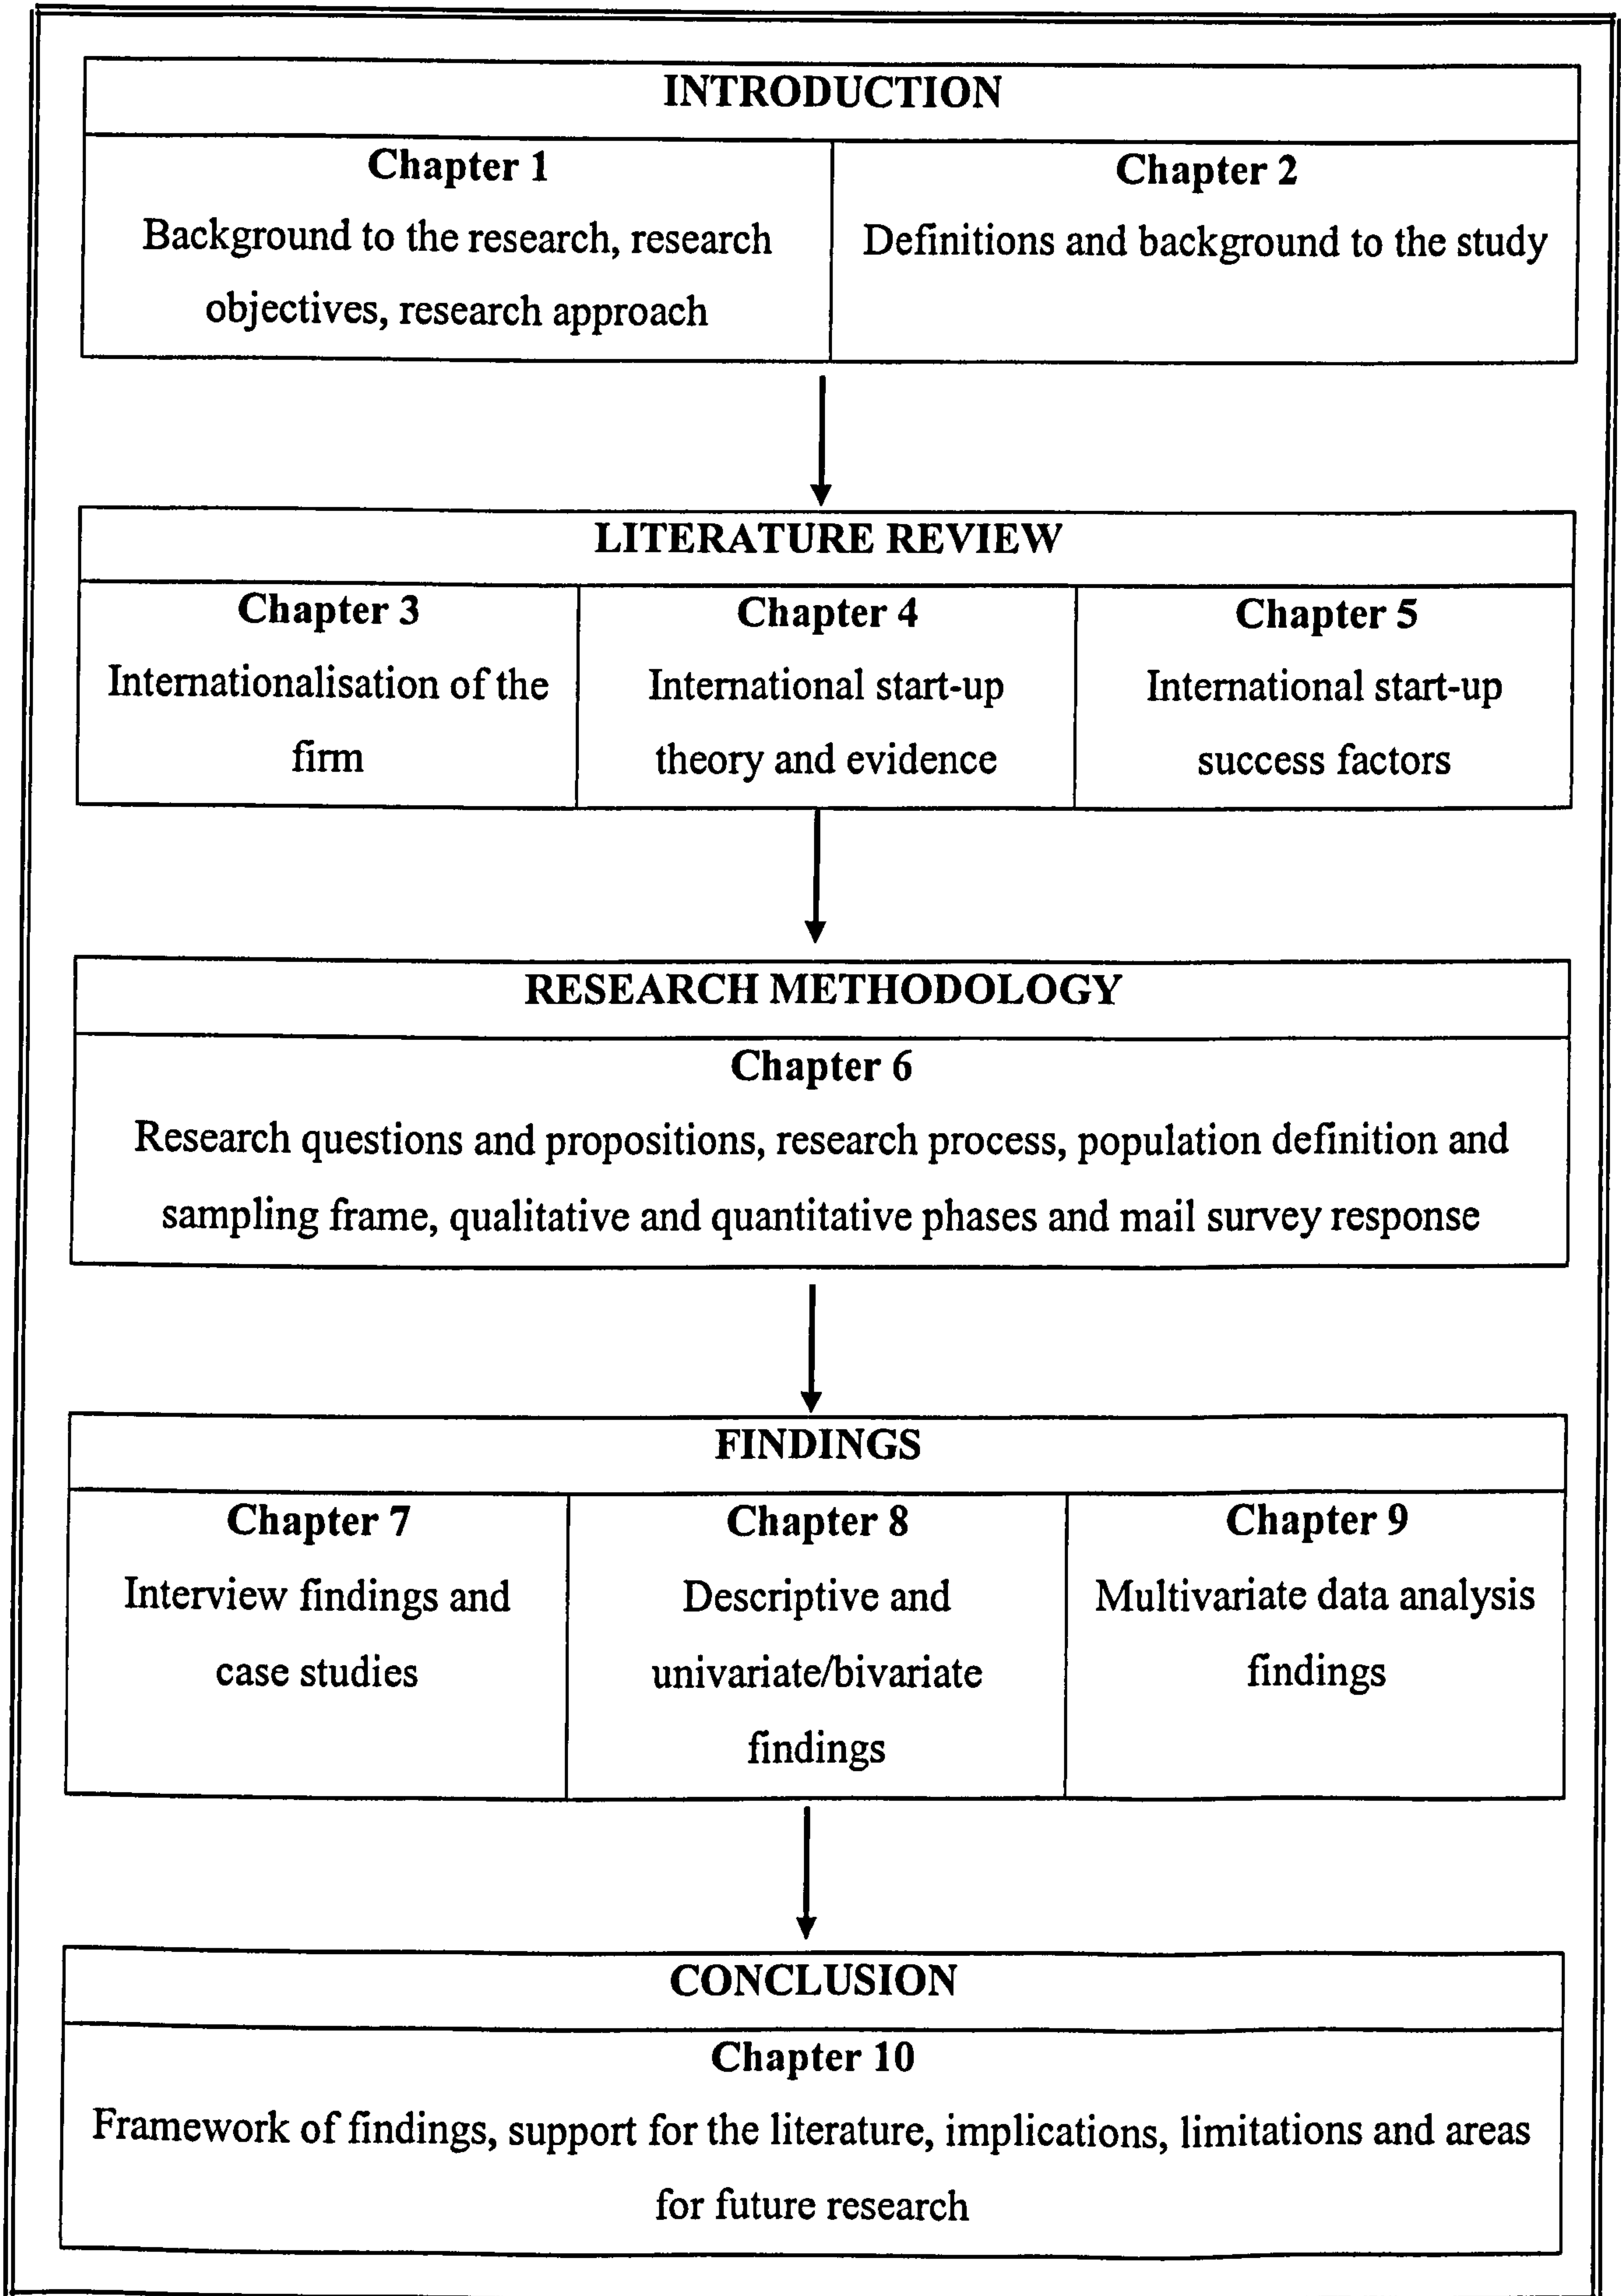 INTRODUCTION
Chapter 1
Background to the research, research
objectives, research approach
Chapter 2
Definitions and background to the study
LITERATURE REVIEW
Chapter 3
Internationalisation of the
firm
Chapter 4
International start-up
theory and evidence
Chapter 5
International start-up
success factors
RESEARCH METHODOLOGY
Chapter 6
Research questions and propositions, research process, population definition and
sampling frame, qualitative and quantitative phases and mail survey response
FINDINGS
Chapter 7
Interview findings and
case studies
Chapter 8
Descriptive and
univariate/bivariate
findings
Chapter 9
Multivariate data analysis
findings
CONCLUSION
Chapter 10
Framework of findings, support for the literature, implications, limitations and areas
for future research